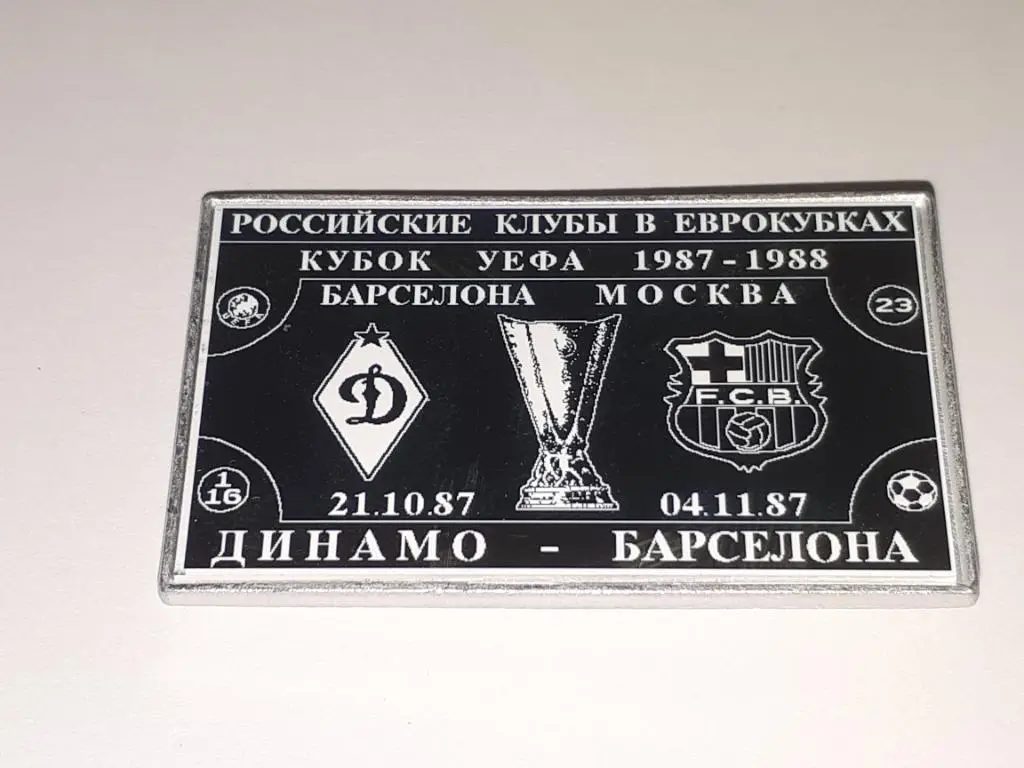 РОССИЙСКИЕ КЛУБЫ В ЕВРОКУБКАХ
КУБОК УЕФА 1987-1988
БАРСЕЛОНА МОСКВА
23
Д
F.C.B.
1
16
21.10.87 04.11.87
ДИНАМО - БАРСЕЛОНА